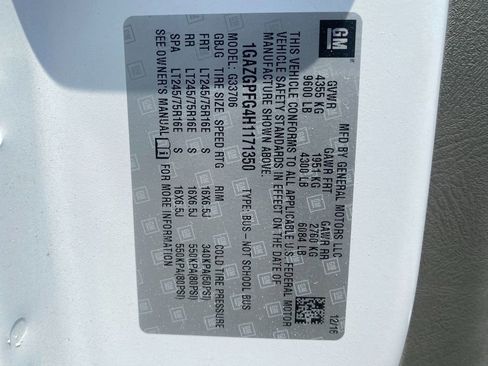 GM
MFD BY GENERAL MOTORS LLC
12/16
GVWR GAWR FRT GAWR RR
4355 KG 1951 KG 2760 KG
9600 LB 4300 LB 6084 LB
THIS VEHICLE CONFORMS TO ALL APPLICABLE U.S. FEDERAL MOTOR
VEHICLE SAFETY STANDARDS IN EFFECT ON THE DATE OF
MANUFACTURE SHOWN ABOVE.
1GAZGPFG4H1171350 TYPE: BUS - NOT SCHOOL BUS
MODEL: G33706
GBJG TIRE SIZE SPEED RTG RIM COLD TIRE PRESSURE
FRT LT245/75R16E S 16X6.5J 340KPA(50PSI)
RR LT245/75R16E S 16X6.5J 550KPA(80PSI)
SPA LT245/75R16E S 16X6.5J 550KPA(80PSI)
SEE OWNER'S MANUAL FOR MORE INFORMATION